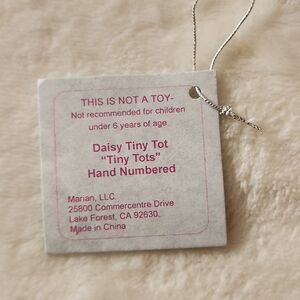 THIS IS NOT A TOY-
Not recommended for children
under 6 years of age.
Daisy Tiny Tot
"Tiny Tots"
Hand Numbered
Marian, LLC
25800 Commercentre Drive
Lake Forest, CA 92630.
Made in China